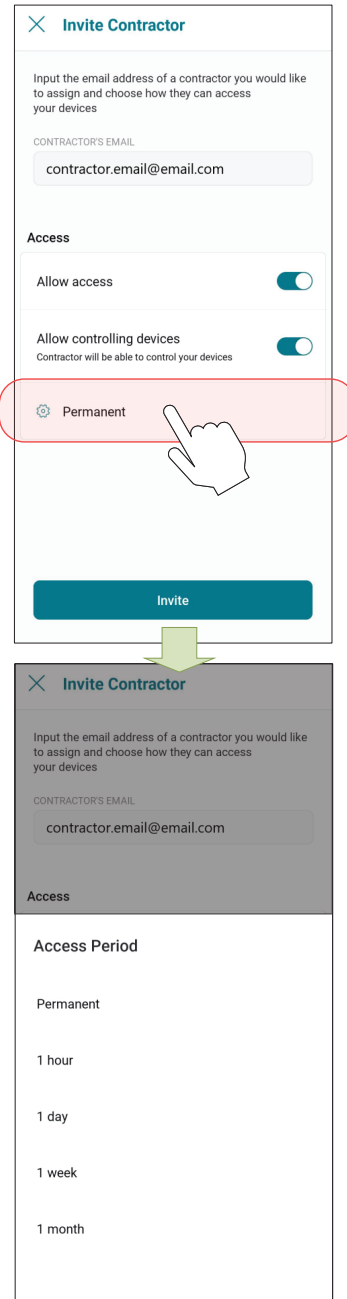 Invite Contractor
Input the email address of a contractor you would like
to assign and choose how they can access
your devices
CONTRACTOR'S EMAIL
contractor.email@email.com
Access
Allow access
Allow controlling devices
Contractor will be able to control your devices
Permanent
Invite
Invite Contractor
Input the email address of a contractor you would like
to assign and choose how they can access
your devices
CONTRACTOR'S EMAIL
contractor.email@email.com
Access
Access Period
Permanent
1 hour
1 day
1 week
1 month